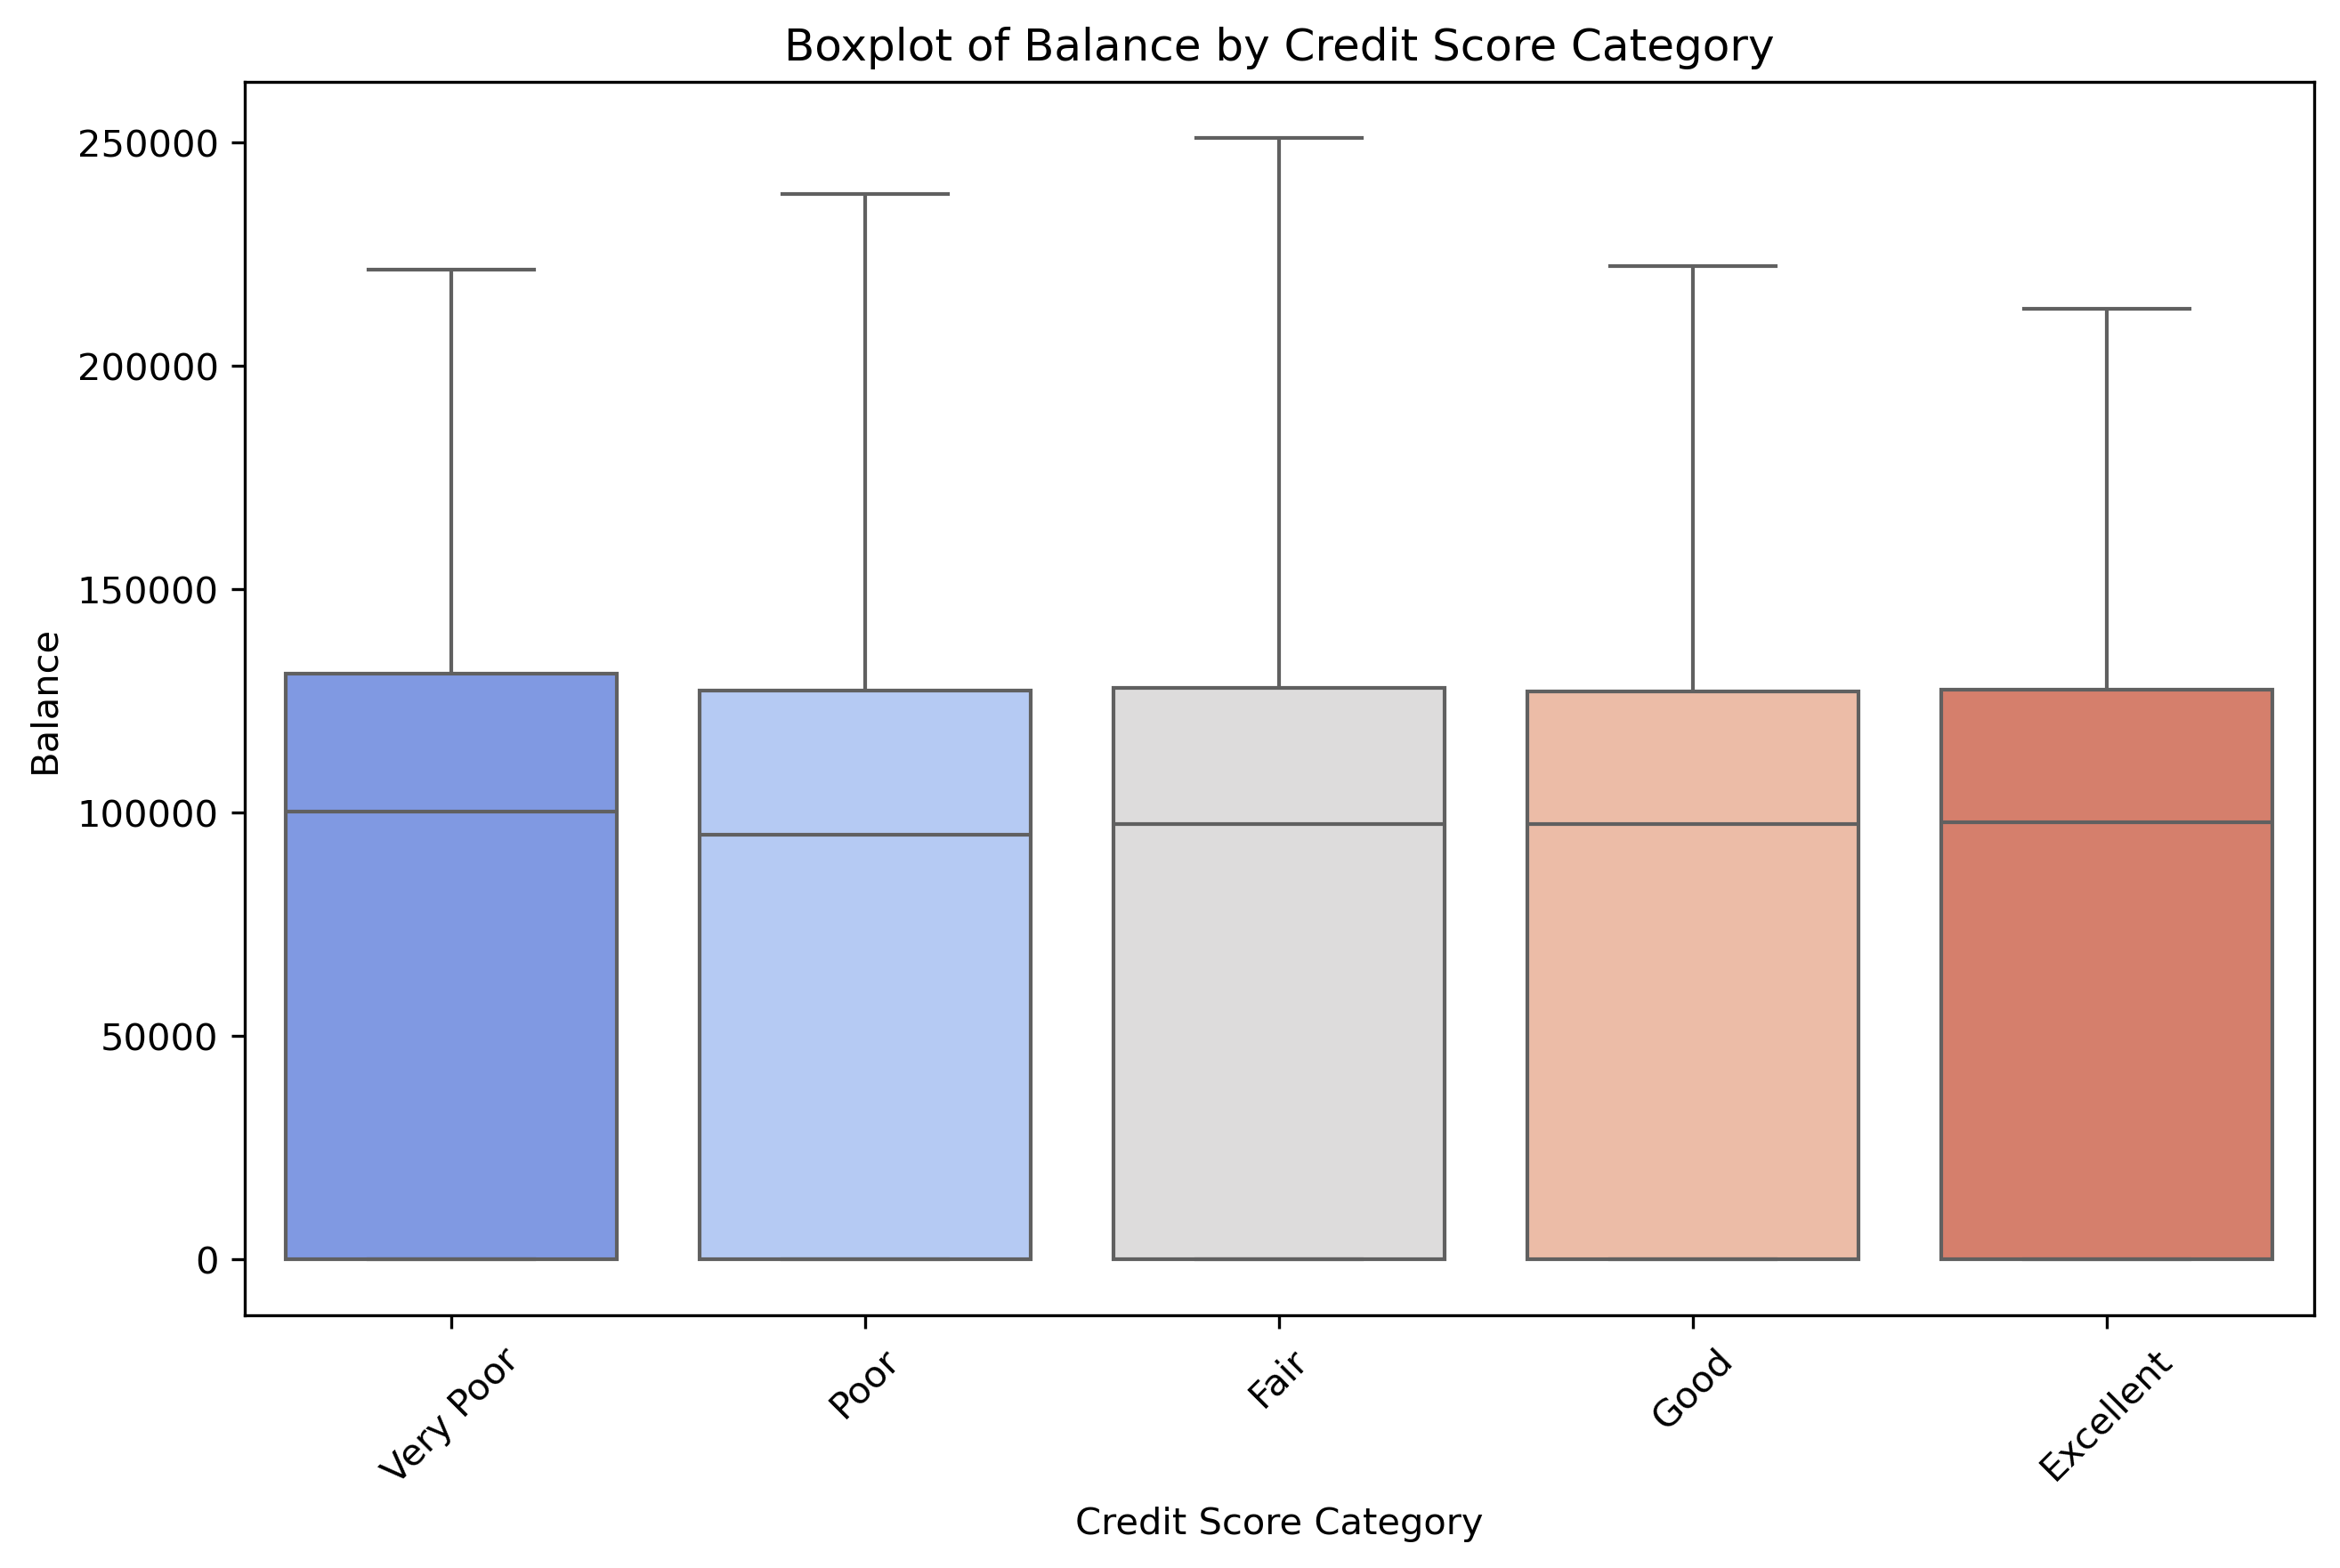 Boxplot of Balance by Credit Score Category
250000
200000
150000
100000
50000
0
Balance
Very Poor
Poor
Fair
Good
Excellent
Credit Score Category